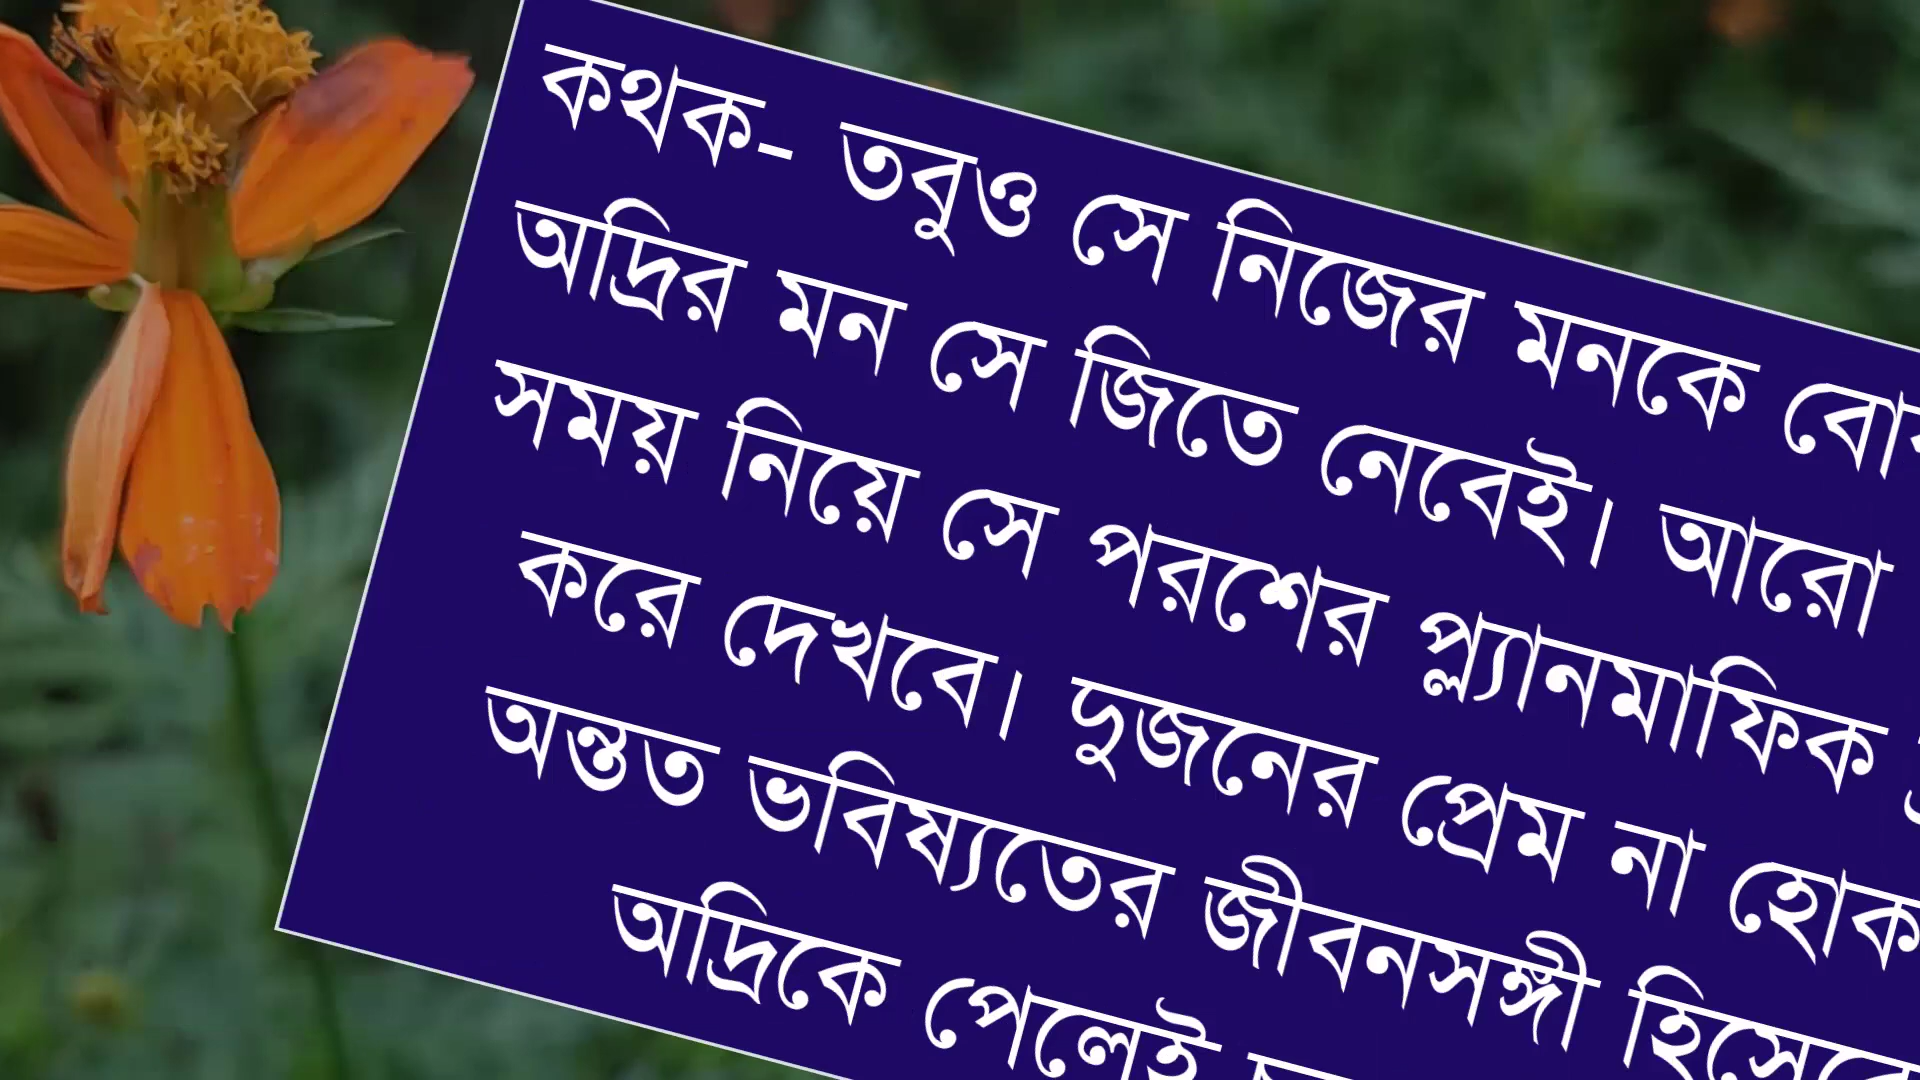 কথক- তবুও সে নিজের মনকে
অদ্রির মন সে জিতে নেবেই। আরো
সময় নিয়ে সে পরশের প্ল্যানমাফিক
করে দেখবে। দুজনের প্রেম না হোক
অন্তত ভবিষ্যতের জীবনসঙ্গী হিসেবে
অদ্রিকে পেলেই